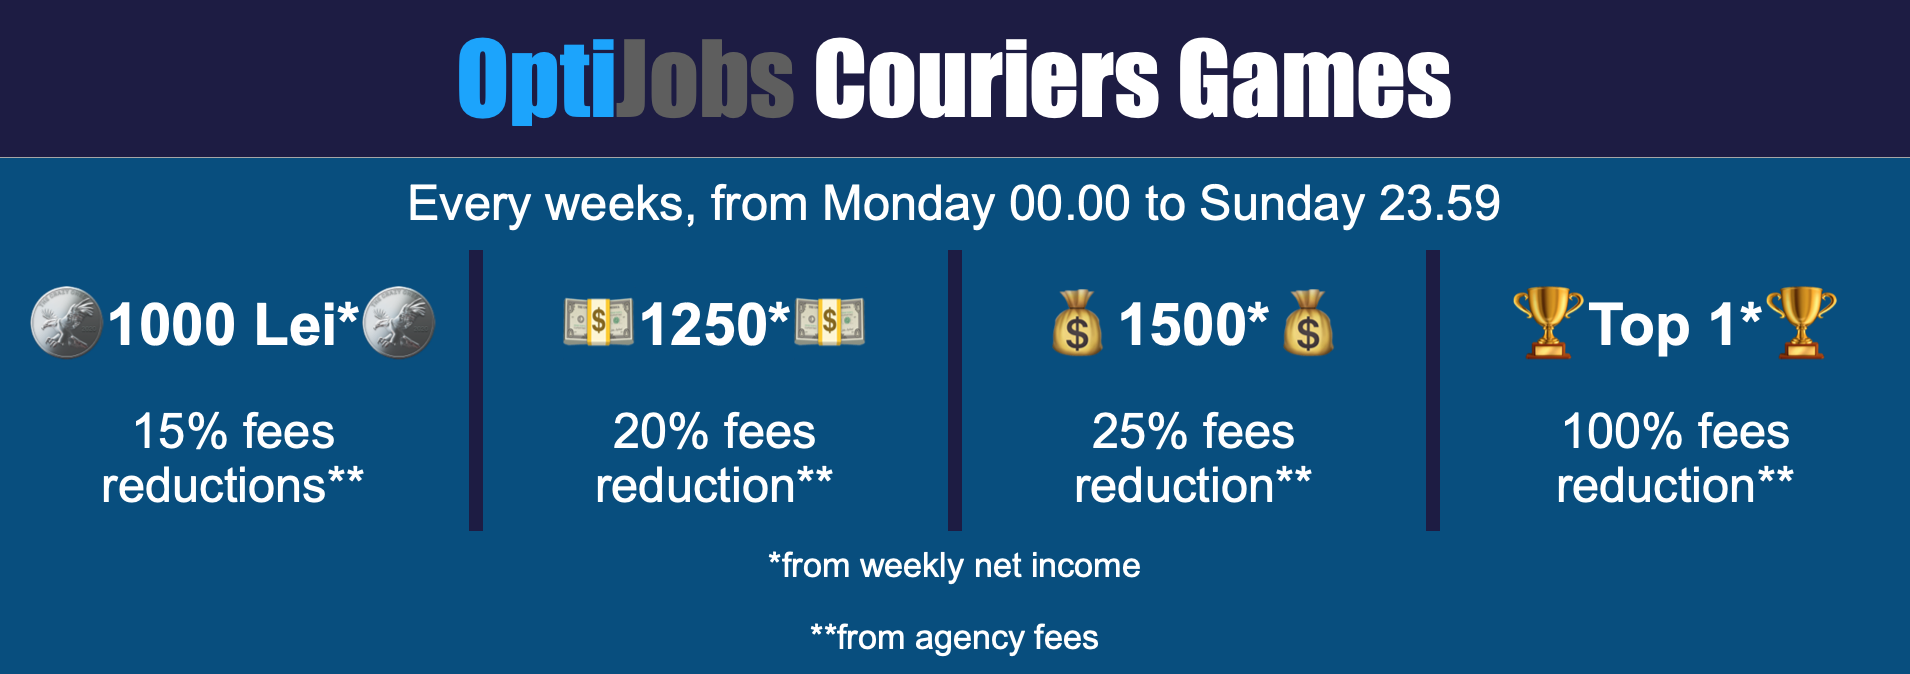 OptiJobs Couriers Games
Every weeks, from Monday 00.00 to Sunday 23.59
1000 Lei*
15% fees
reductions**
1250*
20% fees
reduction**
1500*
25% fees
reduction**
Top 1*
100% fees
reduction**
*from weekly net income
**from agency fees